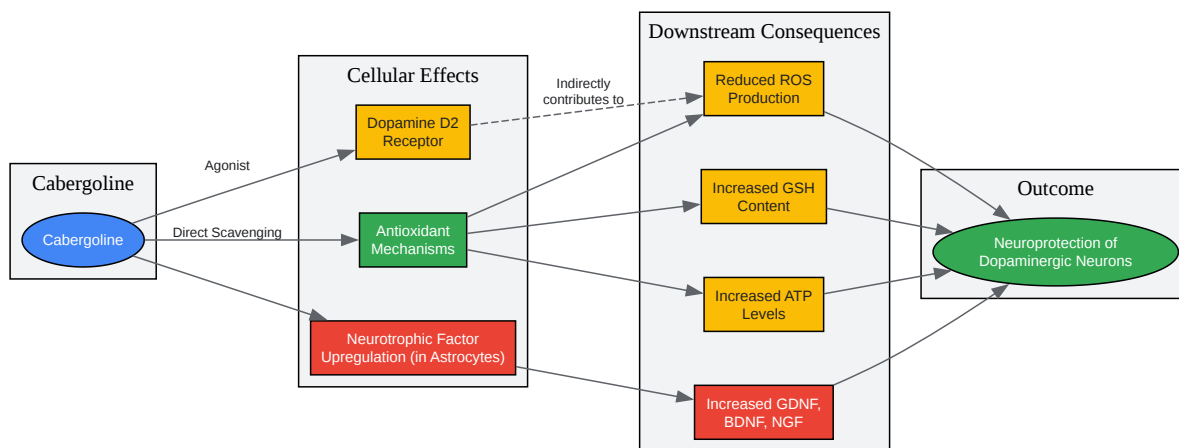 Cabergoline
Cabergoline
Agonist
Direct Scavenging
Cellular Effects
Dopamine D2
Receptor
Antioxidant
Mechanisms
Neurotrophic Factor
Upregulation (in Astrocytes)
Indirectly
contributes to
Downstream Consequences
Reduced ROS
Production
Increased GSH
Content
Increased ATP
Levels
Increased GDNF,
BDNF, NGF
Outcome
Neuroprotection of
Dopaminergic Neurons